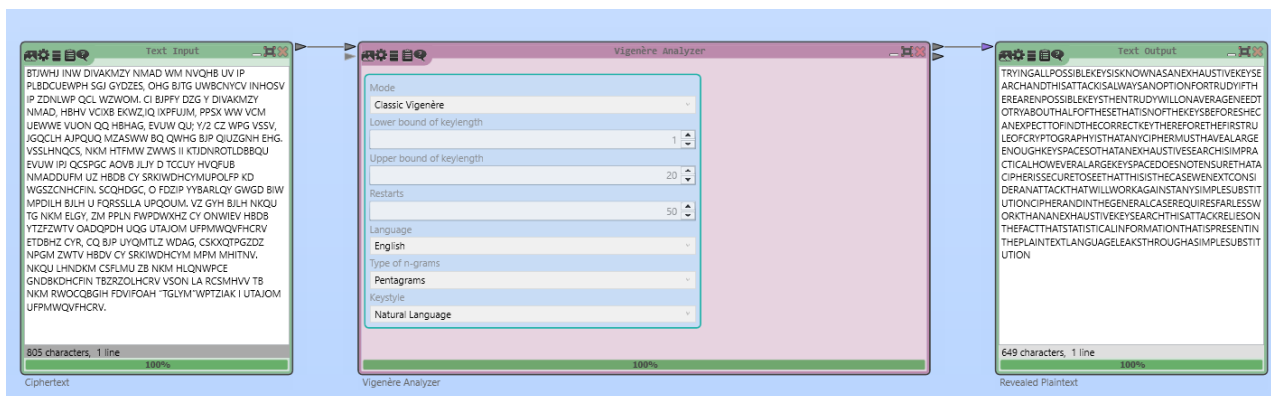 Text Input
BTJWHJ INW DIVAKMZY NMAD WM NVQHB UV IP
PLBDCUEWPH SGJ GYDZES, OHG BJTG UWBCNYCV INHOSV
IP ZDNLWP QCL WZWOM. CI BJPFY DZG Y DIVAKMZY
NMAD, HBHV VCIXB EKWZ,IQ IXPFUJM, PPSX WW VCM
UEWWE VUON QQ HBHAG, EVUW QU; Y/2 CZ WPG VSSV,
JGQCLH AJPQUQ MZASWW BQ QWHG BJP QIUZGNH EHG.
VSSLHNQCS, NKM HTFMW ZWWS II KTJDNROTLDBBQU
EVUW IPJ QCSPGC AOVB JLJY D TCCUY HVQFUB
NMADDUFM UZ HBDB CY SRKIWDHCYMUPOLFP KD
WGSZCNHCFIN. SCQHDGC, O FDZIP YYBARLQY GWGD BIW
MPDILH BJLH U FQRSSLLA UPQOUM. VZ GYH BJLH NKQU
TG NKM ELGY, ZM PPLN FWPDWXHZ CY ONWIEV HBDB
YTZFZWTV OADQPDH UQG UTAJOM UFPMWQVFHCRV
ETDBHZ CYR, CQ BJP UYQMTLZ WDAG, CSKXQTPGZDZ
NPGM ZWTV HBDV CY SRKIWDHCYM MPM MHITNV.
NKQU LHNDKM CSFLMU ZB NKM HLQNWPCE
GNDBKDHCFIN TBZRZOLHCRV VSON LA RCSMHVV TB
NKM RWOCQBGIH FDVIFOAH "TGLYM"WPTZIAK I UTAJOM
UFPMWQVFHCRV.
805 characters, 1 line
100%
Ciphertext
Vigenère Analyzer
Mode
Classic Vigenère
Lower bound of keylength
1
Upper bound of keylength
20
Restarts
50
Language
English
Type of n-grams
Pentagrams
Keystyle
Natural Language
100%
Vigenère Analyzer
Text Output
TRYINGALLPOSSIBLEKEYSISKNOWNASANEXHAUSTIVEKEYSE
ARCHANDTHISATTACKISALWAYSANOPTIONFORTRUDYIFTH
EREARENPOSSIBLEKEYSTHENTRUDYWILLONAVERAGENEEDT
OTRYABOUTHALFOFTHESETHATISNOFTHEKEYSBEFORESHEC
ANEXPECTTOFINDTHECORRECTKEYTHEREFORETHEFIRSTRU
LEOFCRYPTOGRAPHYISTHATANYCIPHERMUSTHAVEALARGE
ENOUGHKEYSPACESOTHATANEXHAUSTIVESEARCHISIMPRA
CTICALHOWEVERALARGEKEYSPACEDOESNOTENSURETHATA
CIPHERISSECURETOSEETHATTHISISTHECASEWENEXTCONSI
DERANATTACKTHATWILLWORKAGAINSTANYSIMPLESUBSTIT
UTIONCIPHERANDINTHEGENERALCASEREQUIRESFARLESSW
ORKTHANANEXHAUSTIVEKEYSEARCHTHISATTACKRELIESON
THEFACTTHATSTATISTICALINFORMATIONTHATISPRESENTIN
THEPLAINTEXTLANGUAGELEAKSTHROUGHASIMPLESUBSTIT
UTION
649 characters, 1 line
100%
Revealed Plaintext